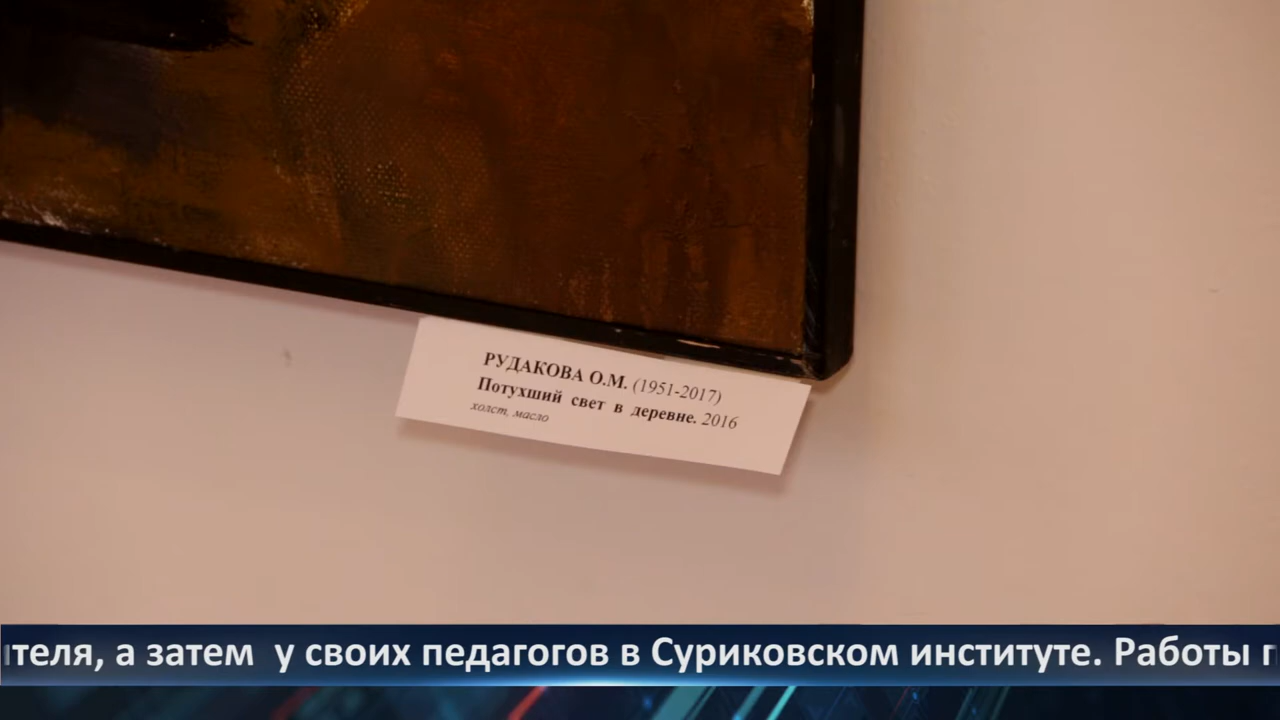 РУДАКОВА О.М. (1951-2017)
Потухший свет в деревне. 2016
холст, масло
теля, а затем у своих педагогов в Суриковском институте. Работы